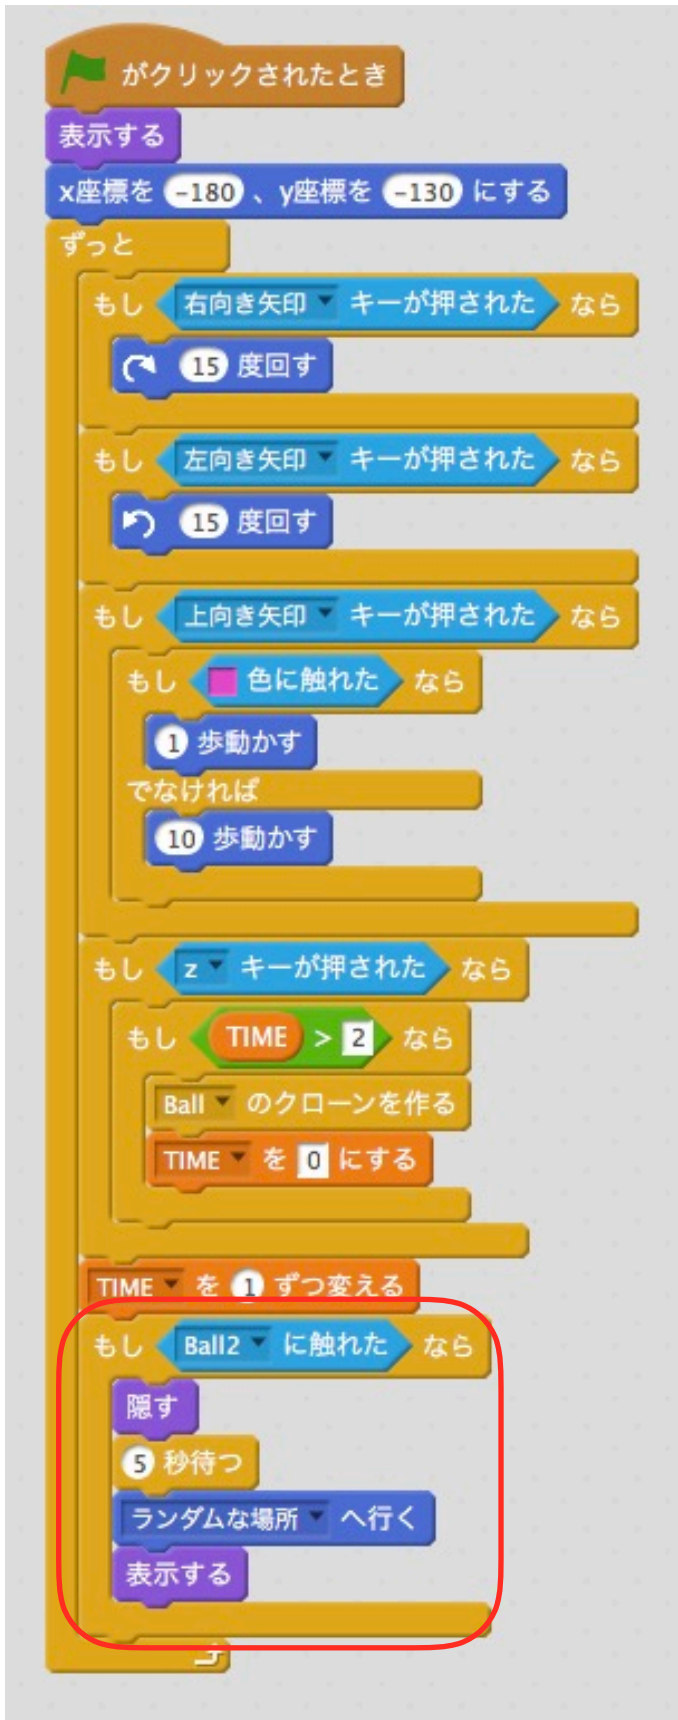 がクリックされたとき
表示する
x座標を -180 、y座標を -130 にする
ずっと
もし 右向き矢印 キーが押された なら
15 度回す
もし 左向き矢印 キーが押された なら
15 度回す
もし 上向き矢印 キーが押された なら
もし 色に触れた なら
1 歩動かす
でなければ
10 歩動かす
もし z キーが押された なら
もし TIME > 2 なら
Ball のクローンを作る
TIME を 0 にする
TIME を 1 ずつ変える
もし Ball2 に触れた なら
隠す
5 秒待つ
ランダムな場所 へ行く
表示する